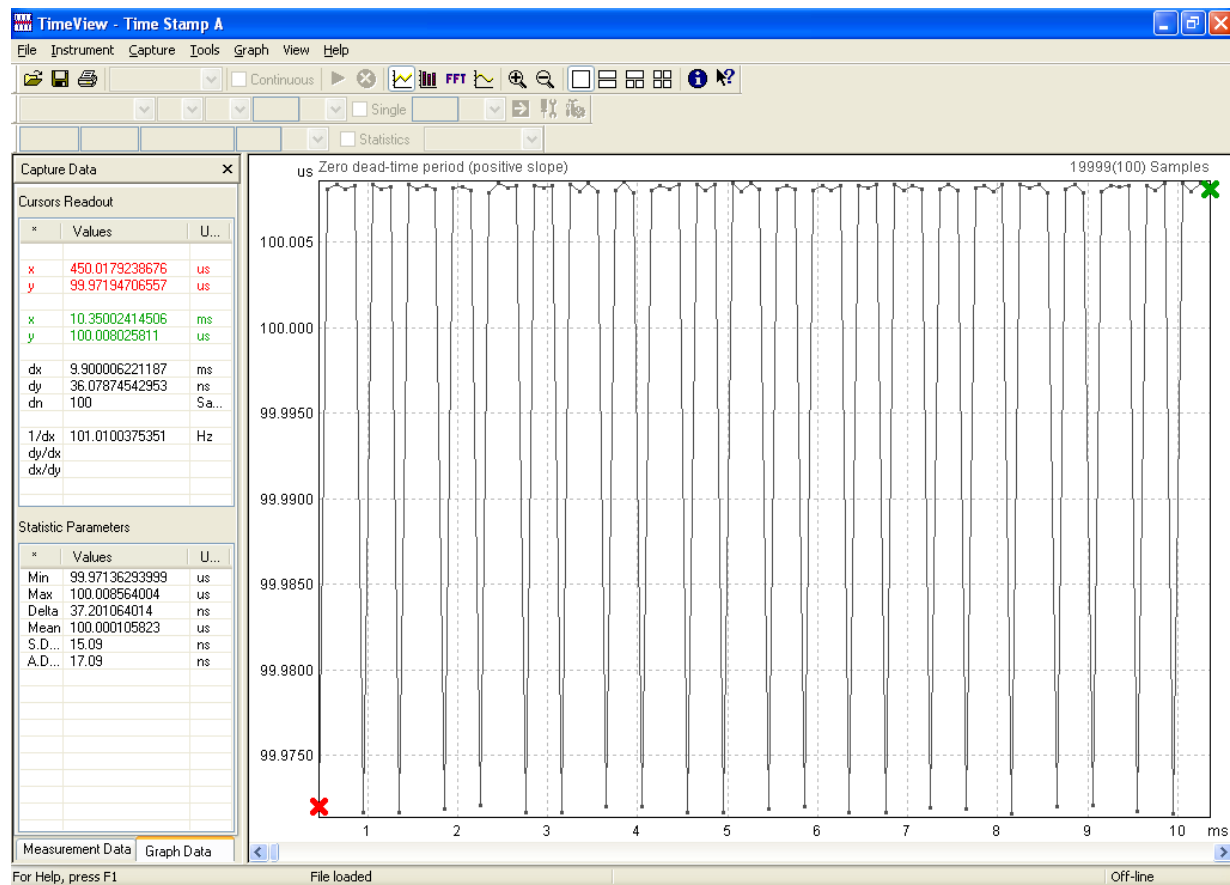 TimeView - Time Stamp A
File Instrument Capture Tools Graph View Help
Continuous FFT
Single
Statistics
Capture Data
Cursors Readout
* Values U...
x 450.0179238676 us
y 99.97194706557 us
x 10.35002414506 ms
y 100.008025811 us
dx 9.900006221187 ms
dy 36.07874542953 ns
dn 100 Sa...
1/dx 101.0100375351 Hz
dy/dx
dx/dy
Statistic Parameters
* Values U...
Min 99.97136293999 us
Max 100.008564004 us
Delta 37.201064014 ns
Mean 100.000105823 us
S.D... 15.09 ns
A.D... 17.09 ns
Measurement Data Graph Data
us Zero dead-time period (positive slope) 19999(100) Samples
100.005
100.000
99.9950
99.9900
99.9850
99.9800
99.9750
1 2 3 4 5 6 7 8 9 10 ms
For Help, press F1 File loaded Off-line